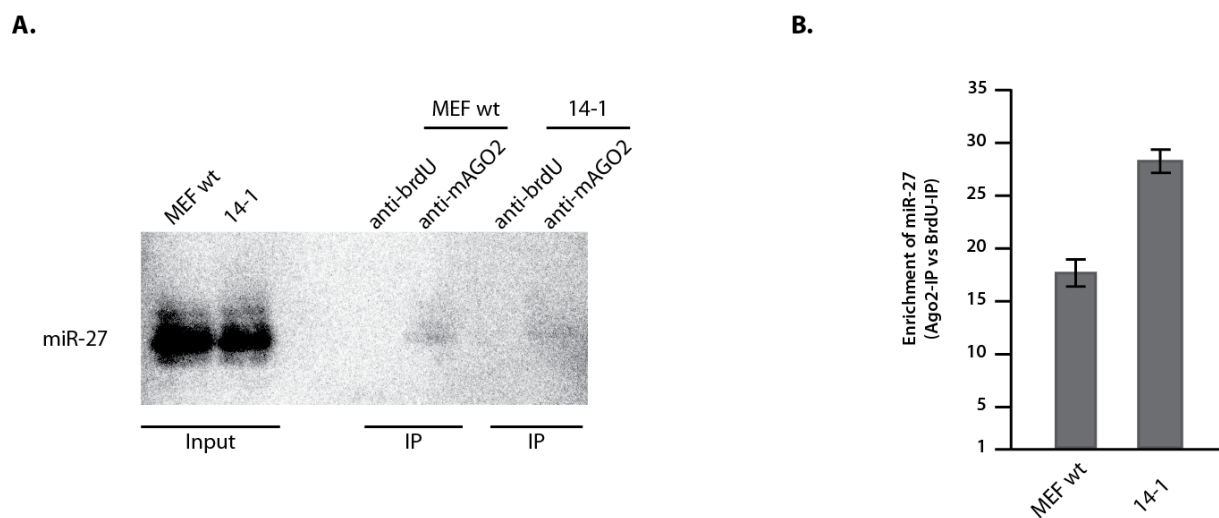 A.
MEF wt
14-1
MEF wt
14-1
anti-brdU
anti-mAGO2
anti-brdU
anti-mAGO2
miR-27
Input
IP
IP
B.
Enrichment of miR-27
(Ago2-IP vs BrdU-IP)
35
30
25
20
15
10
5
1
MEF wt
14-1